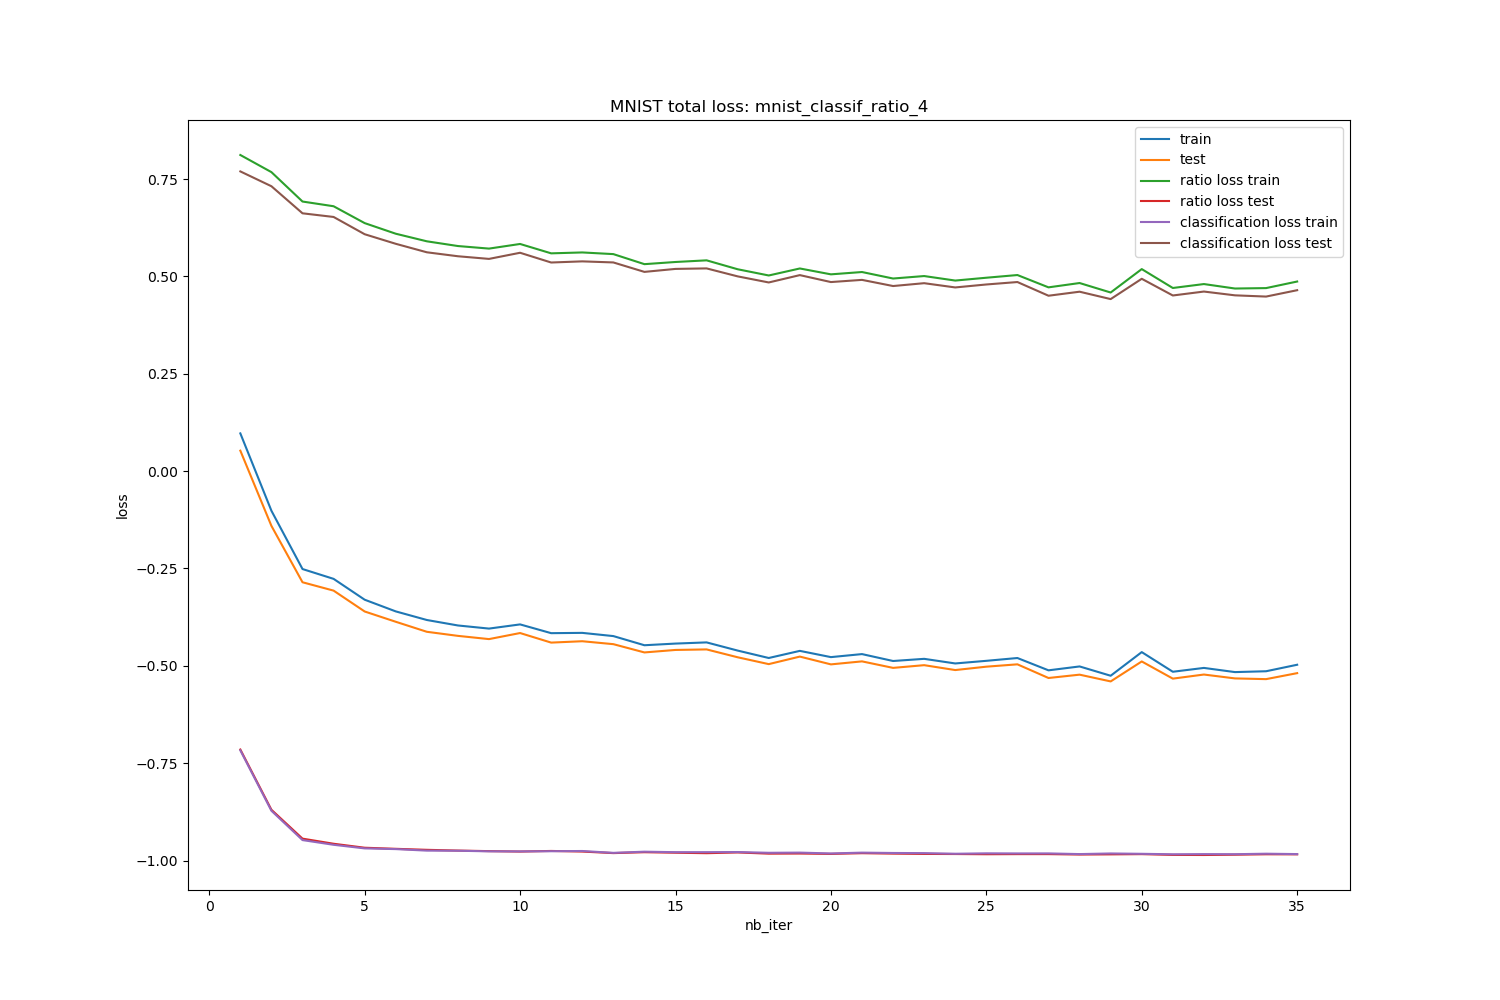 MNIST total loss: mnist_classif_ratio_4
train
test
ratio loss train
ratio loss test
classification loss train
classification loss test
0.75
0.50
0.25
0.00
−0.25
−0.50
−0.75
−1.00
loss
0 5 10 15 20 25 30 35
nb_iter